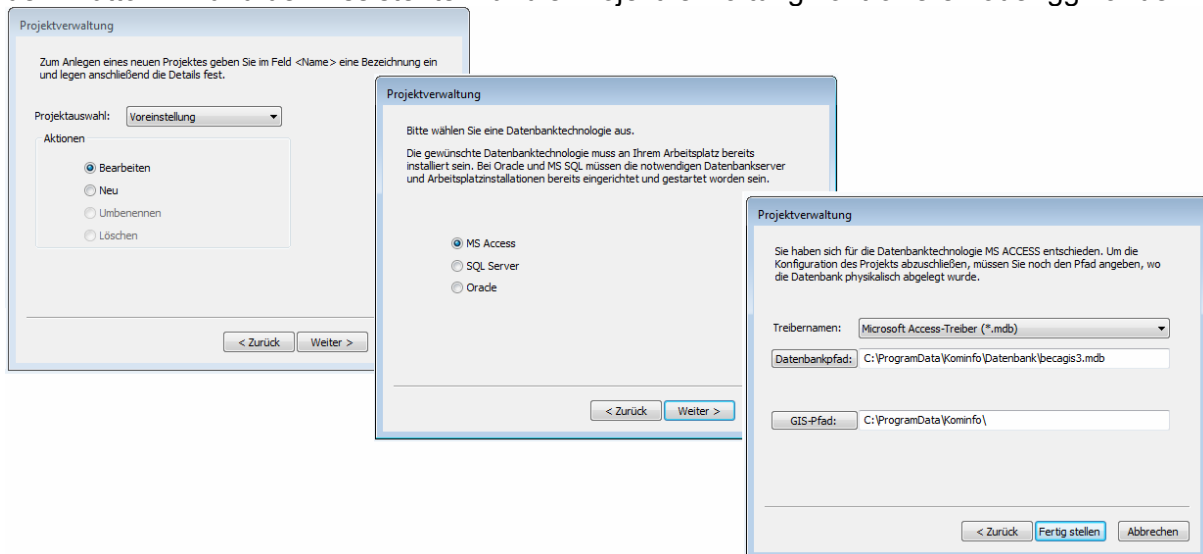 Projektverwaltung
Zum Anlegen eines neuen Projektes geben Sie im Feld <Name> eine Bezeichnung ein
und legen anschließend die Details fest.
Projektauswahl: Voreinstellung
Aktionen
Bearbeiten
Neu
Umbenennen
Löschen
< Zurück Weiter >
Projektverwaltung
Bitte wählen Sie eine Datenbanktechnologie aus.
Die gewünschte Datenbanktechnologie muss an Ihrem Arbeitsplatz bereits
installiert sein. Bei Oracle und MS SQL müssen die notwendigen Datenbankserver
und Arbeitsplatzinstallationen bereits eingerichtet und gestartet worden sein.
MS Access
SQL Server
Oracle
< Zurück Weiter >
Projektverwaltung
Sie haben sich für die Datenbanktechnologie MS ACCESS entschieden. Um die
Konfiguration des Projekts abzuschließen, müssen Sie noch den Pfad angeben, wo
die Datenbank physikalisch abgelegt wurde.
Treibernamen: Microsoft Access-Treiber (*.mdb)
Datenbankpfad: C:\ProgramData\Kominfo\Datenbank\becagis3.mdb
GIS-Pfad: C:\ProgramData\Kominfo\
< Zurück Fertig stellen Abbrechen